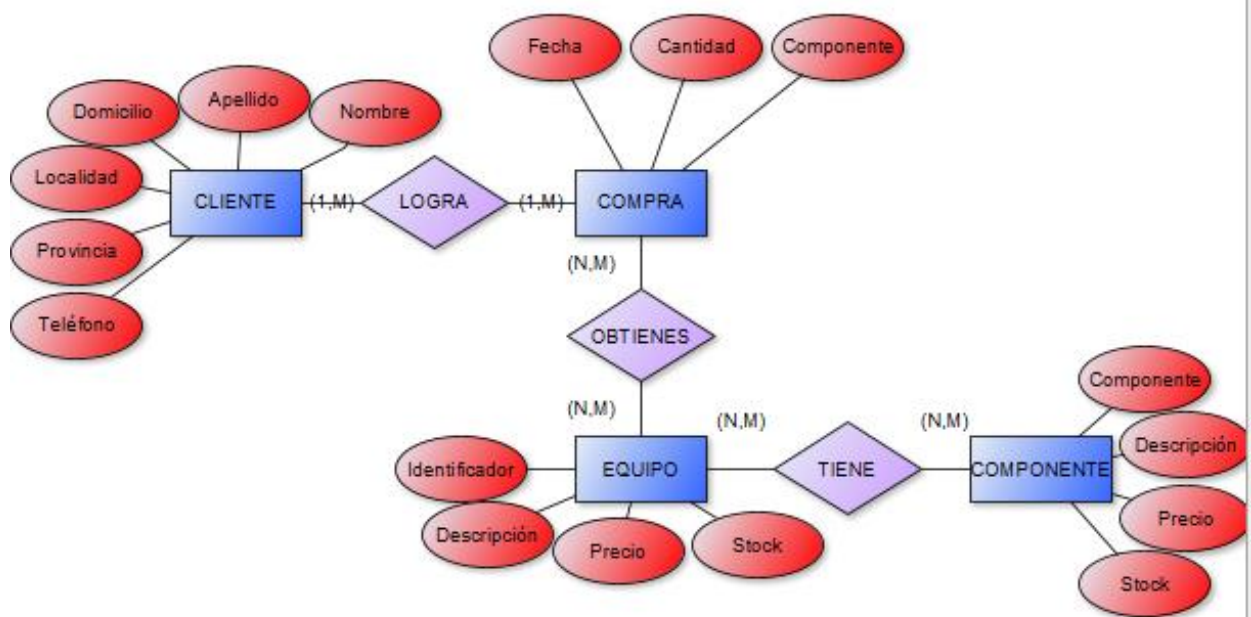 Fecha
Cantidad
Componente
Domicilio
Apellido
Nombre
Localidad
CLIENTE
(1,M)
LOGRA
(1,M)
COMPRA
Provincia
Teléfono
(N,M)
OBTIENES
(N,M)
(N,M)
(N,M)
Componente
Descripción
Identificador
EQUIPO
TIENE
COMPONENTE
Descripción
Precio
Stock
Precio
Stock